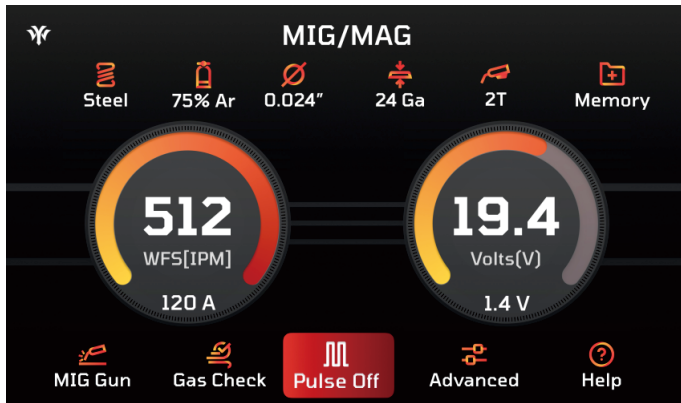 MIG/MAG
Steel
75% Ar
0.024″
24 Ga
2T
Memory
512
WFS[IPM]
120 A
19.4
Volts(V)
1.4 V
MIG Gun
Gas Check
Pulse Off
Advanced
Help